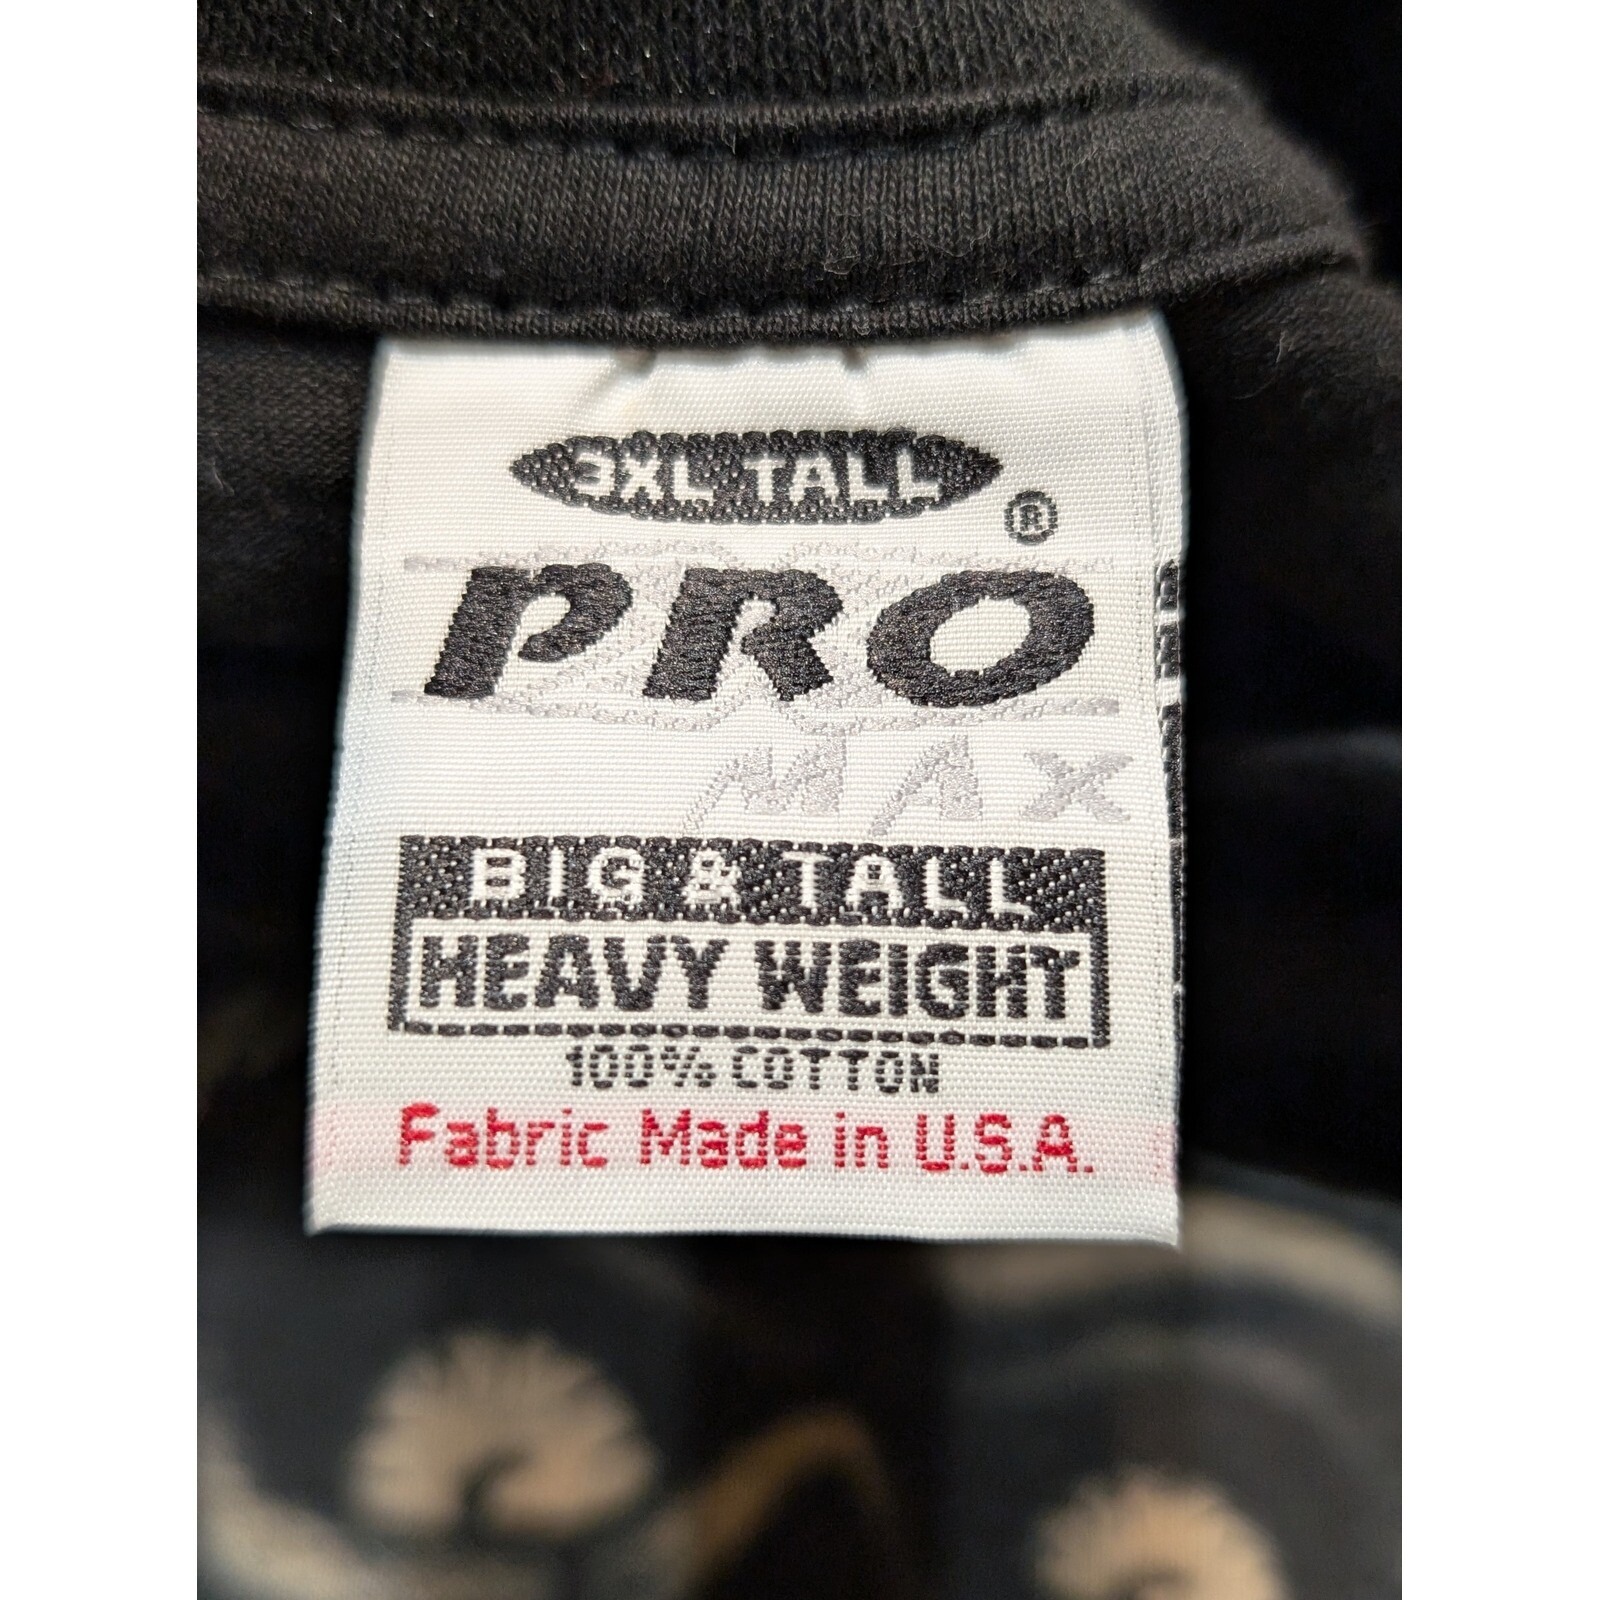 3XL TALL
®
PRO
MAX
BIG & TALL
HEAVY WEIGHT
100% COTTON
Fabric Made in U.S.A.